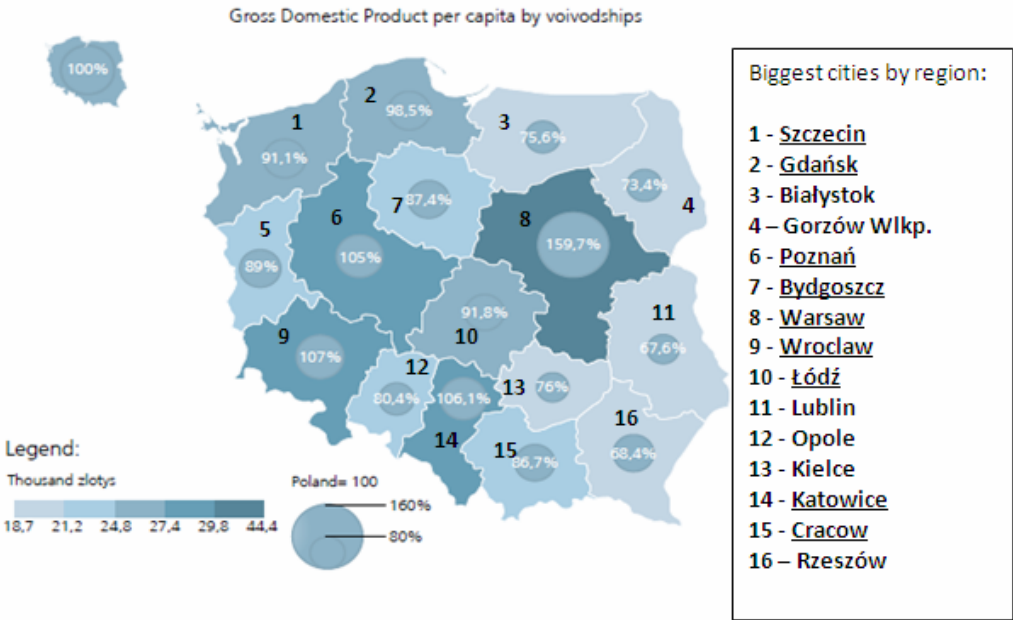 Gross Domestic Product per capita by voivodships
100%
1
91,1%
2
98,5%
3
75,6%
73,4%
4
5
89%
6
105%
7
87,4%
8
159,7%
9
107%
91,8%
10
11
67,6%
12
80,4%
106,1%
14
13
76%
15
86,7%
16
68,4%
Legend:
Thousand zlotys
18,7 21,2 24,8 27,4 29,8 44,4
Poland= 100
160%
80%
Biggest cities by region:
1 - Szczecin
2 - Gdańsk
3 - Białystok
4 – Gorzów Wlkp.
6 - Poznań
7 - Bydgoszcz
8 - Warsaw
9 - Wroclaw
10 - Łódź
11 - Lublin
12 - Opole
13 - Kielce
14 - Katowice
15 - Cracow
16 – Rzeszów